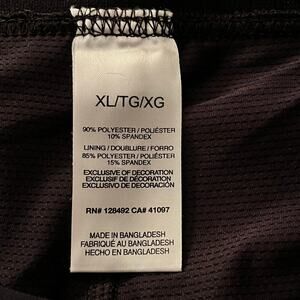 XL/TG/XG
90% POLYESTER / POLIÉSTER
10% SPANDEX
LINING / DOUBLURE / FORRO
85% POLYESTER / POLIÉSTER
15% SPANDEX
EXCLUSIVE OF DECORATION
EXCLUSIF DE DÉCORATION
EXCLUSIVO DE DECORACIÓN
RN# 128492 CA# 41097
MADE IN BANGLADESH
FABRIQUÉ AU BANGLADESH
HECHO EN BANGLADESH